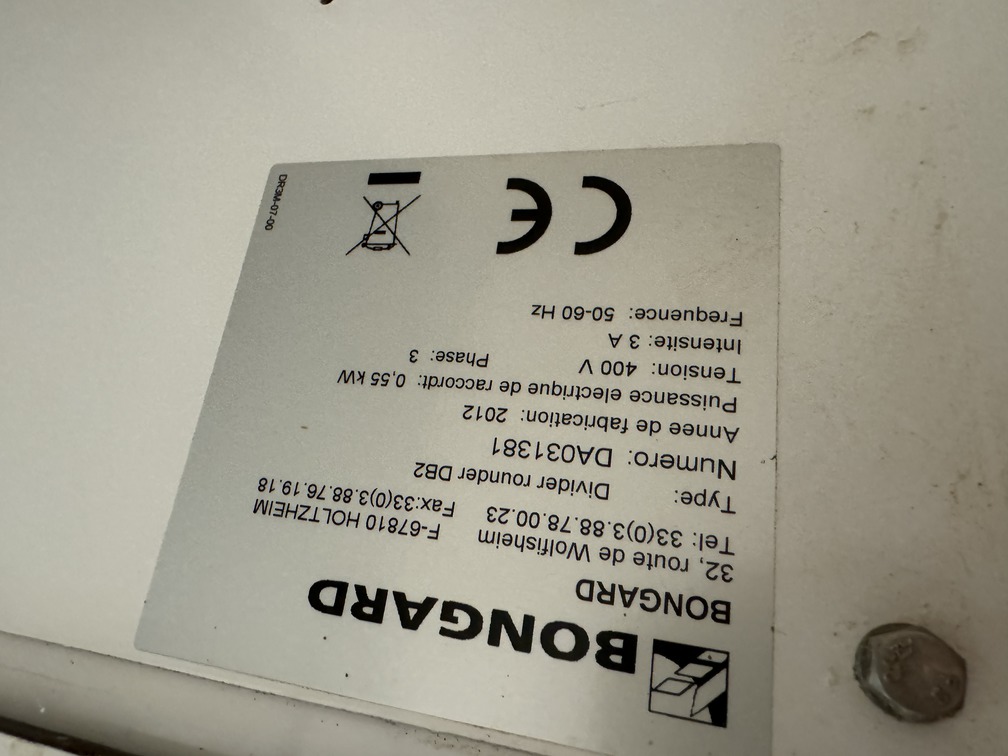 BONGARD
BONGARD
32, route de Wolfisheim F-67810 HOLTZHEIM
Tel: 33(0)3.88.78.00.23 Fax:33(0)3.88.76.19.18
Type: Divider rounder DB2
Numero: DA031381
Annee de fabrication: 2012
Puissance electrique de raccordt: 0,55 kW
Tension: 400 V Phase: 3
Intensite: 3 A
Frequence: 50-60 Hz
CE
DR3M-07-00